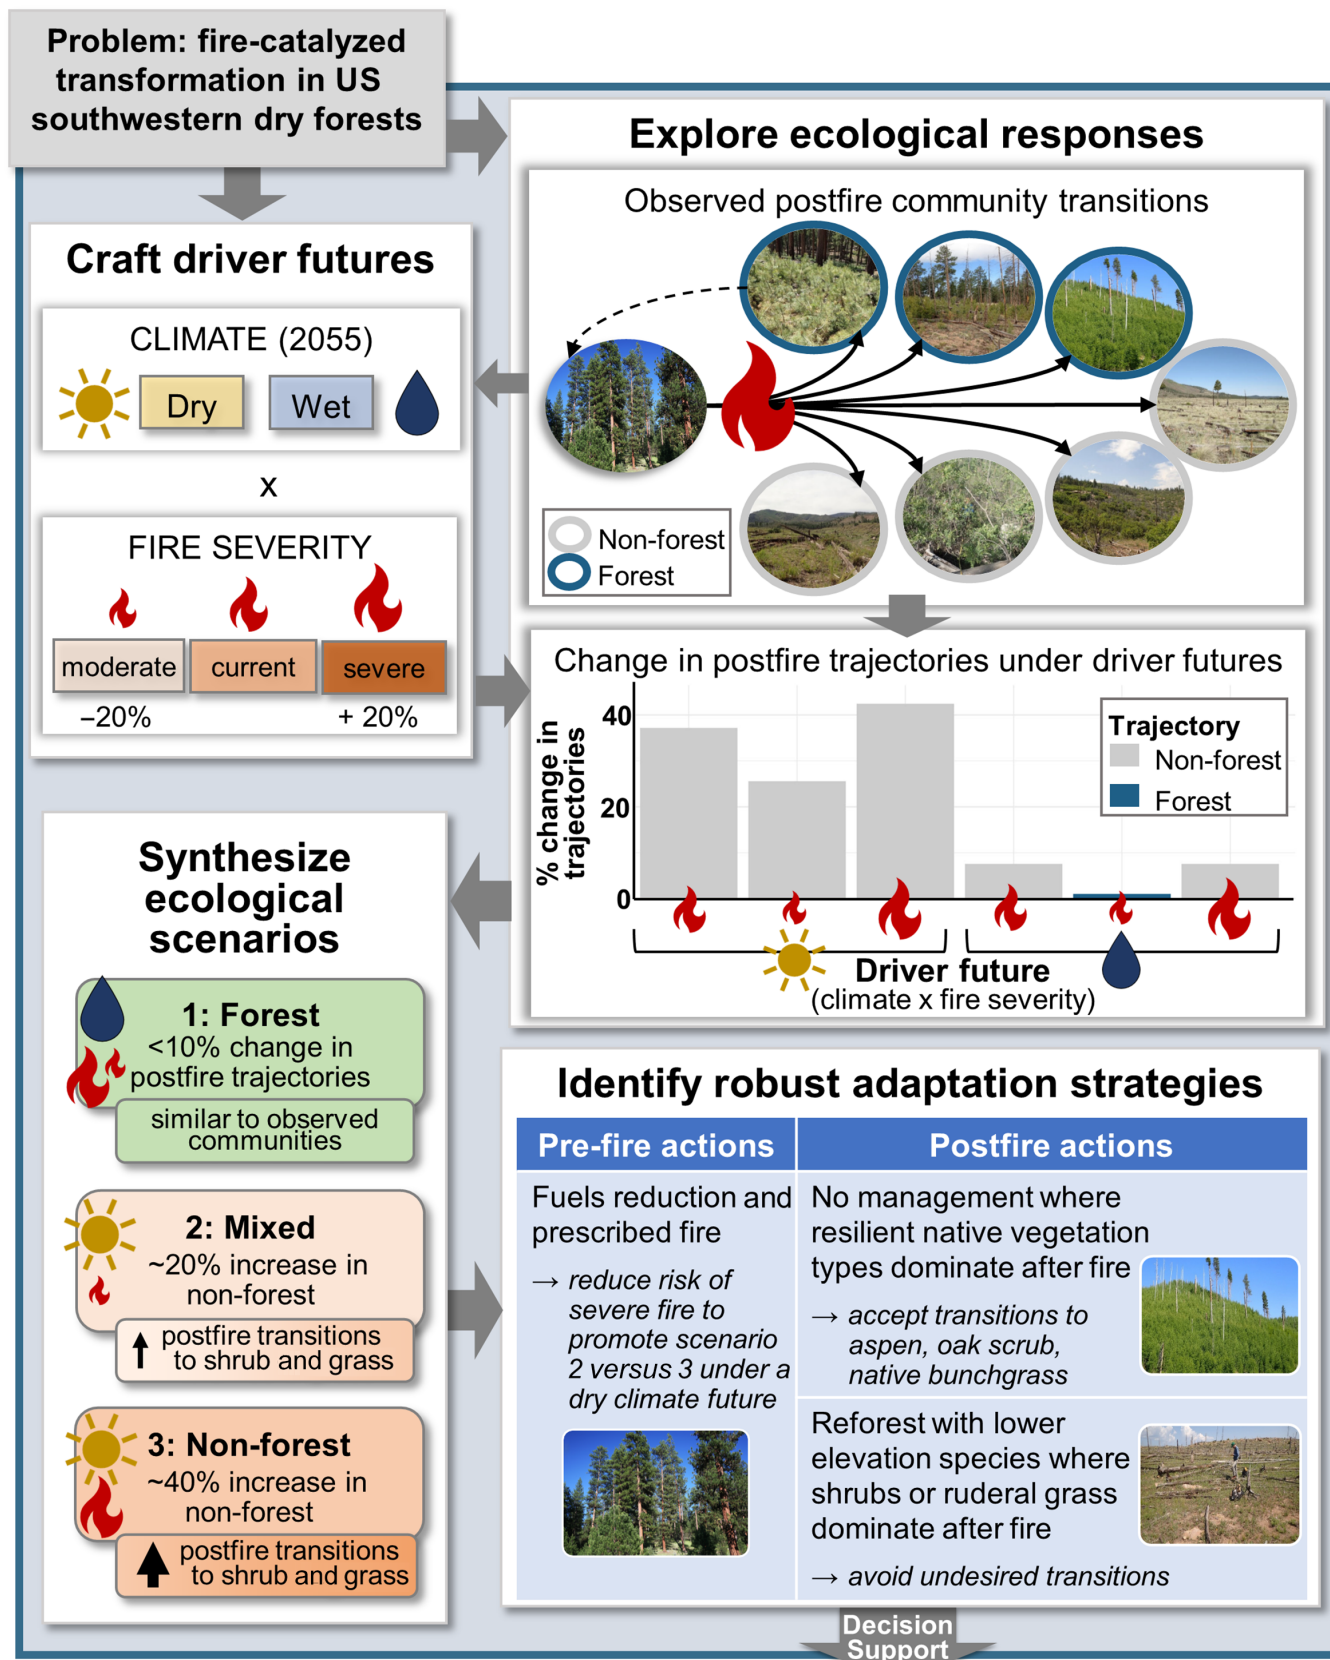 Problem: fire-catalyzed
transformation in US
southwestern dry forests
Craft driver futures
CLIMATE (2055)
Dry
Wet
x
FIRE SEVERITY
moderate
current
severe
–20%
+ 20%
Explore ecological responses
Observed postfire community transitions
Non-forest
Forest
Change in postfire trajectories under driver futures
% change in
trajectories
40
20
0
Trajectory
Non-forest
Forest
Driver future
(climate x fire severity)
Synthesize
ecological
scenarios
1: Forest
<10% change in
postfire trajectories
similar to observed
communities
2: Mixed
~20% increase in
non-forest
postfire transitions
to shrub and grass
3: Non-forest
~40% increase in
non-forest
postfire transitions
to shrub and grass
Identify robust adaptation strategies
Pre-fire actions
Fuels reduction and
prescribed fire
→ reduce risk of
severe fire to
promote scenario
2 versus 3 under a
dry climate future
Postfire actions
No management where
resilient native vegetation
types dominate after fire
→ accept transitions to
aspen, oak scrub,
native bunchgrass
Reforest with lower
elevation species where
shrubs or ruderal grass
dominate after fire
→ avoid undesired transitions
Decision
Support